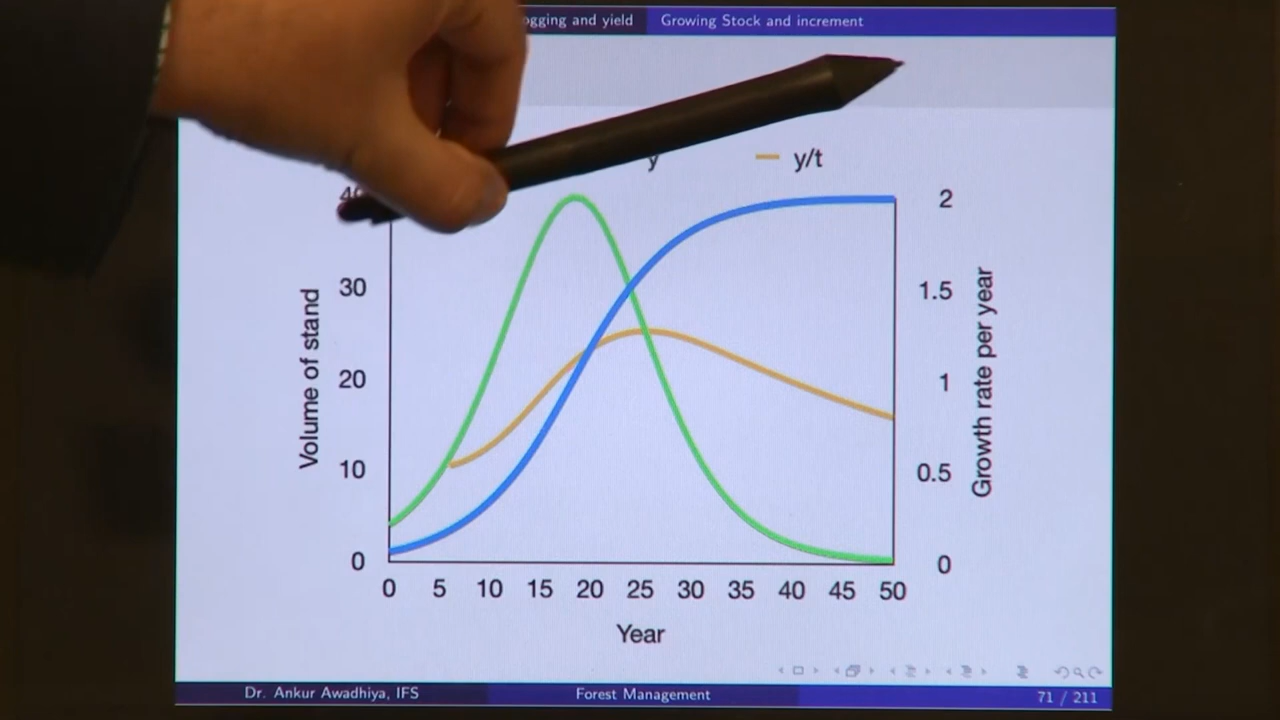 ogging and yield Growing Stock and increment
y y/t
40 2
30 1.5
20 1
10 0.5
0 0
Volume of stand
Growth rate per year
0 5 10 15 20 25 30 35 40 45 50
Year
Dr. Ankur Awadhiya, IFS Forest Management 71 / 211